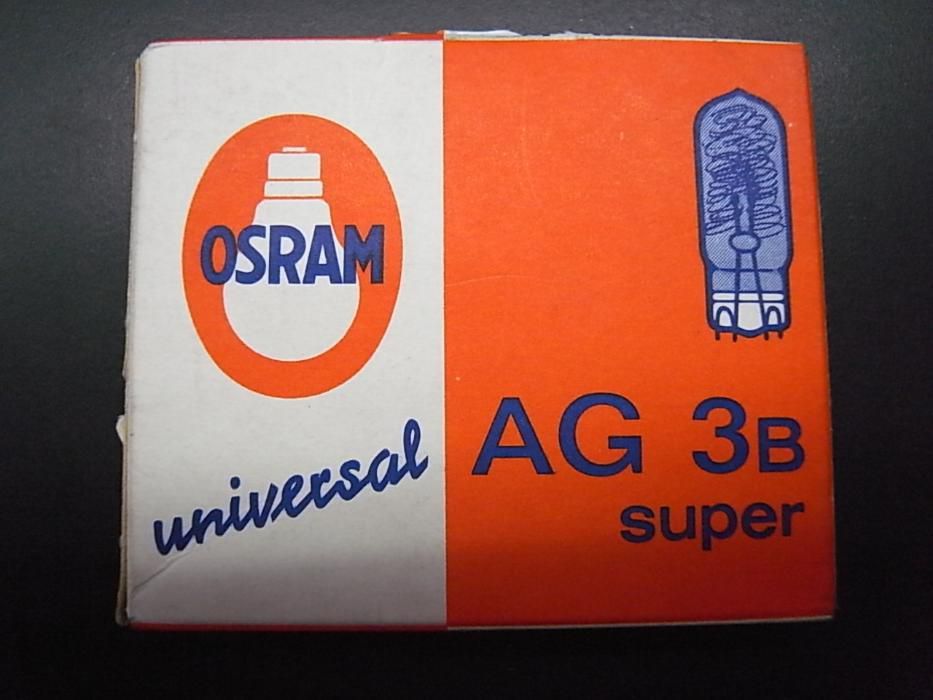 OSRAM
universal
AG 3B
super